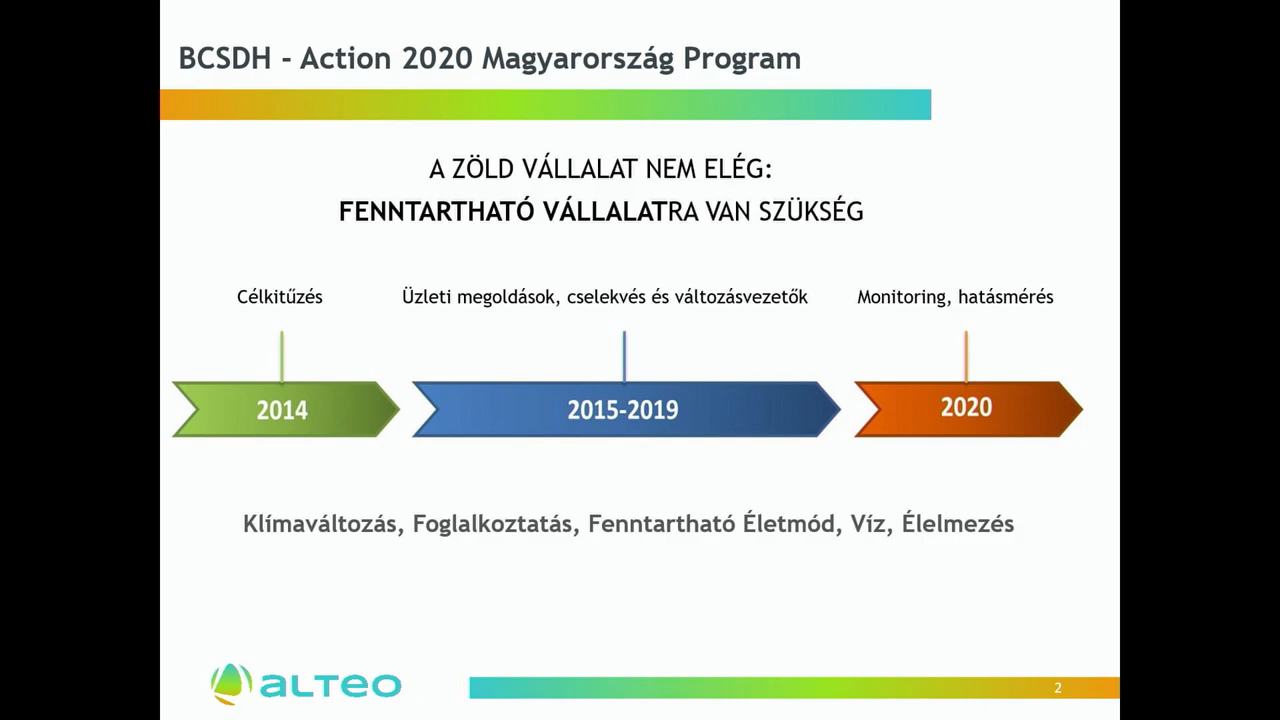 BCSDH - Action 2020 Magyarország Program
A ZÖLD VÁLLALAT NEM ELÉG:
FENNTARTHATÓ VÁLLALATRA VAN SZÜKSÉG
Célkitűzés
Üzleti megoldások, cselekvés és változásvezetők
Monitoring, hatásmérés
2014
2015-2019
2020
Klímaváltozás, Foglalkoztatás, Fenntartható Életmód, Víz, Élelmezés
ALTEO
2